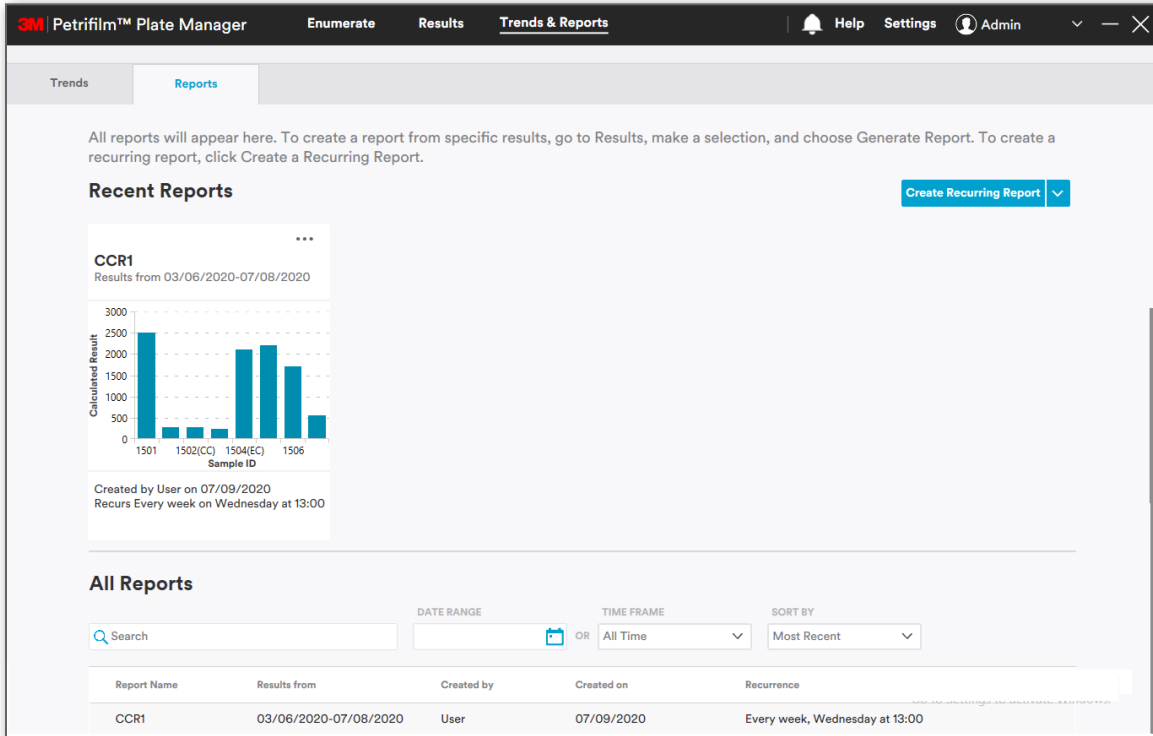 3M Petrifilm™ Plate Manager Enumerate Results Trends & Reports Help Settings Admin
Trends Reports
All reports will appear here. To create a report from specific results, go to Results, make a selection, and choose Generate Report. To create a
recurring report, click Create a Recurring Report.
Recent Reports
Create Recurring Report
CCR1
Results from 03/06/2020-07/08/2020
3000
2500
2000
1500
1000
500
0
Calculated Result
1501 1502(CC) 1504(EC) 1506
Sample ID
Created by User on 07/09/2020
Recurs Every week on Wednesday at 13:00
All Reports
DATE RANGE TIME FRAME SORT BY
Search OR All Time Most Recent
Report Name Results from Created by Created on Recurrence
Go to Settings to activate Windows.
CCR1 03/06/2020-07/08/2020 User 07/09/2020 Every week, Wednesday at 13:00